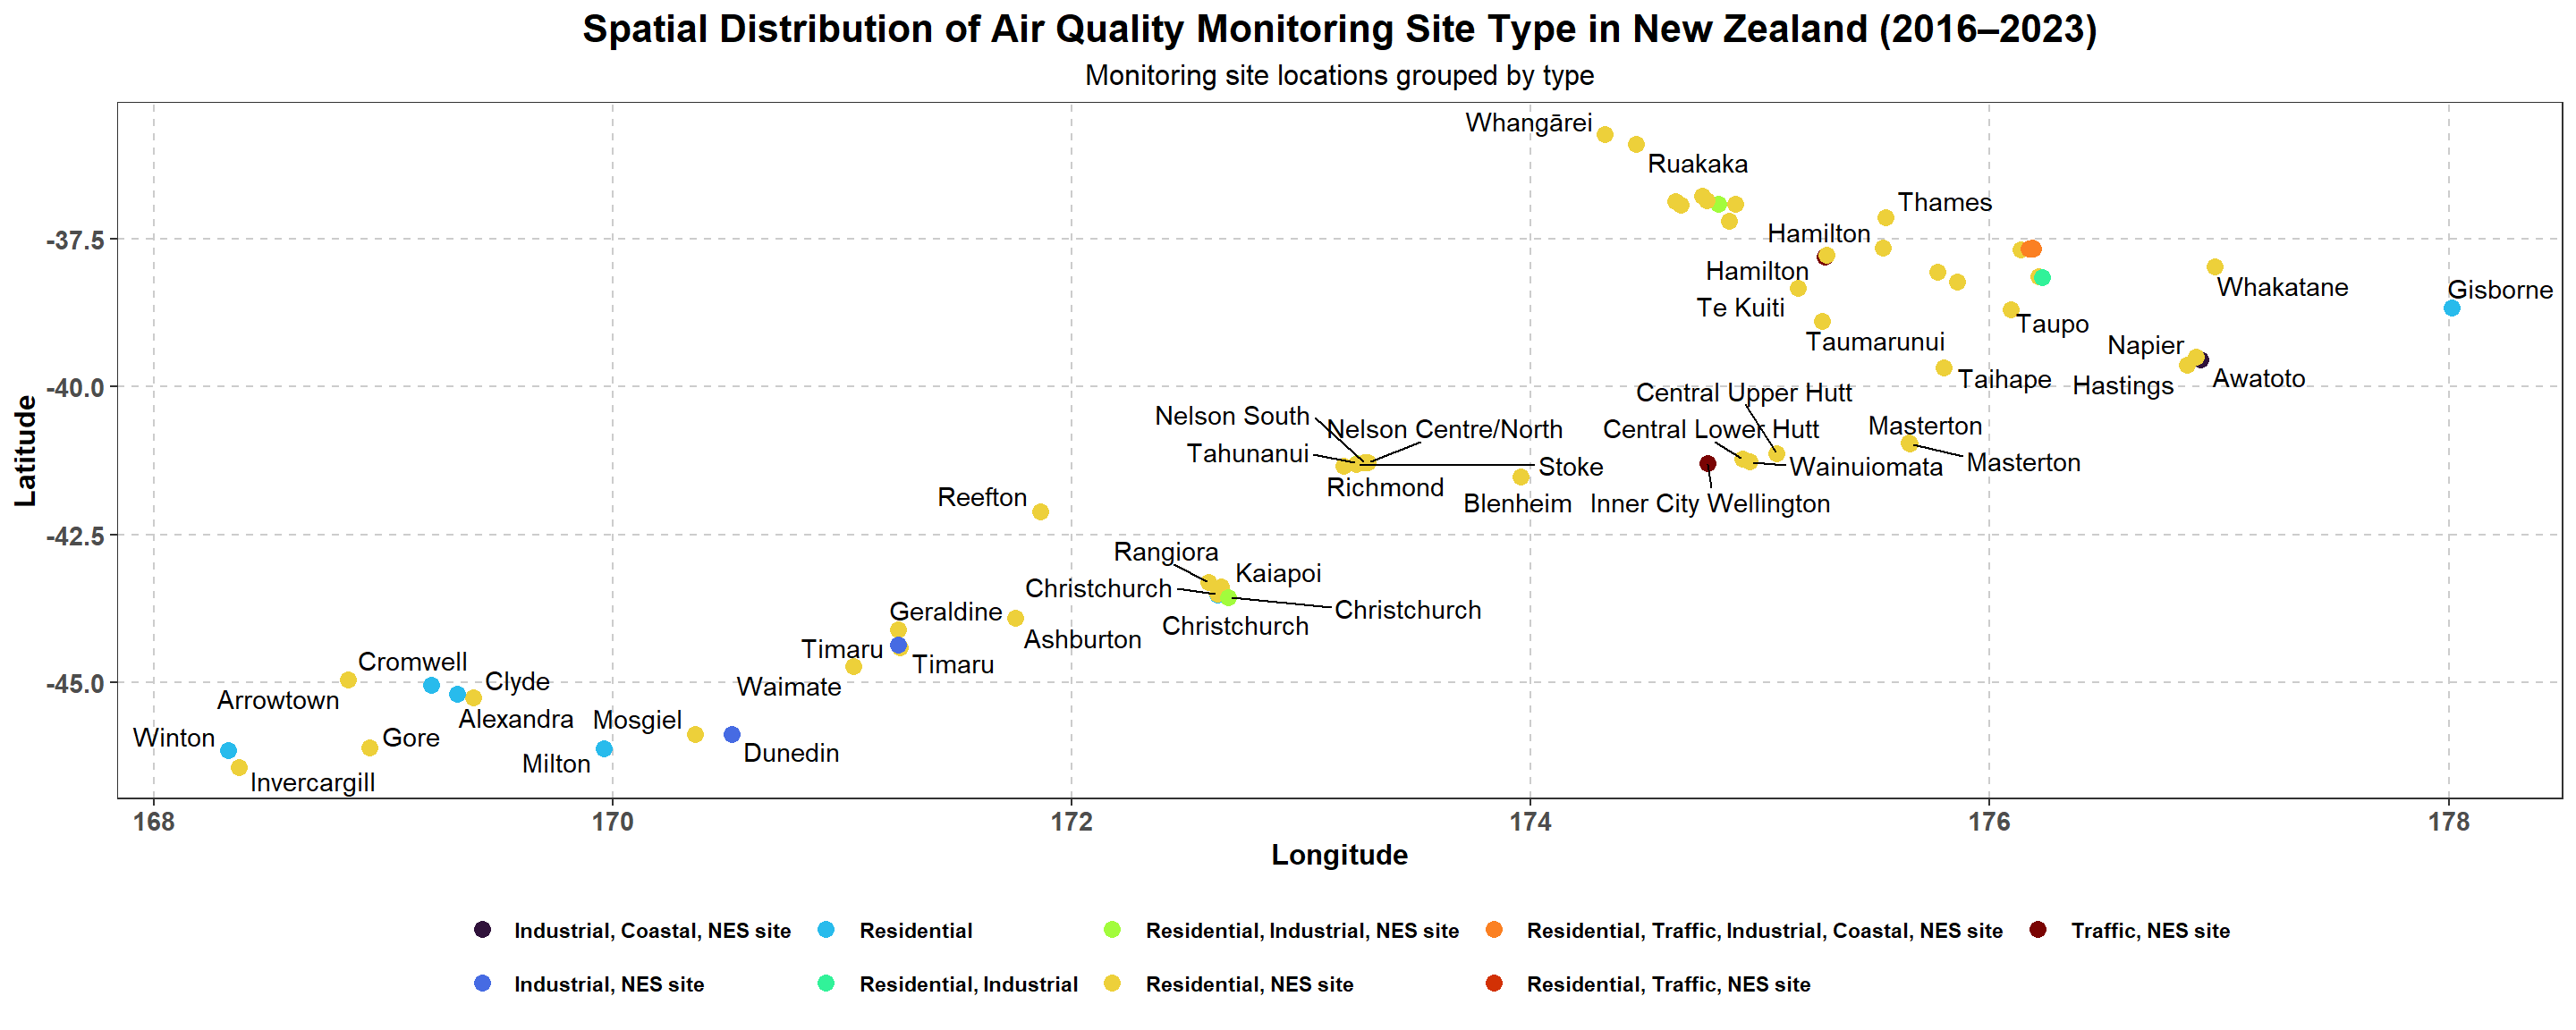 Spatial Distribution of Air Quality Monitoring Site Type in New Zealand (2016–2023)
Monitoring site locations grouped by type
Whangārei
Ruakaka
Thames
Hamilton
Hamilton
Te Kuiti
Taumarunui
Taupo
Whakatane
Gisborne
Napier
Hastings
Awatoto
Taihape
Central Upper Hutt
Central Lower Hutt
Masterton
Masterton
Wainuiomata
Inner City Wellington
Nelson South
Nelson Centre/North
Tahunanui
Stoke
Richmond
Blenheim
Reefton
Rangiora
Kaiapoi
Christchurch
Christchurch
Christchurch
Geraldine
Ashburton
Timaru
Timaru
Waimate
Cromwell
Clyde
Arrowtown
Alexandra
Mosgiel
Winton
Gore
Milton
Dunedin
Invercargill
-37.5
-40.0
-42.5
-45.0
Latitude
168
170
172
174
176
178
Longitude
Industrial, Coastal, NES site
Residential
Residential, Industrial, NES site
Residential, Traffic, Industrial, Coastal, NES site
Traffic, NES site
Industrial, NES site
Residential, Industrial
Residential, NES site
Residential, Traffic, NES site